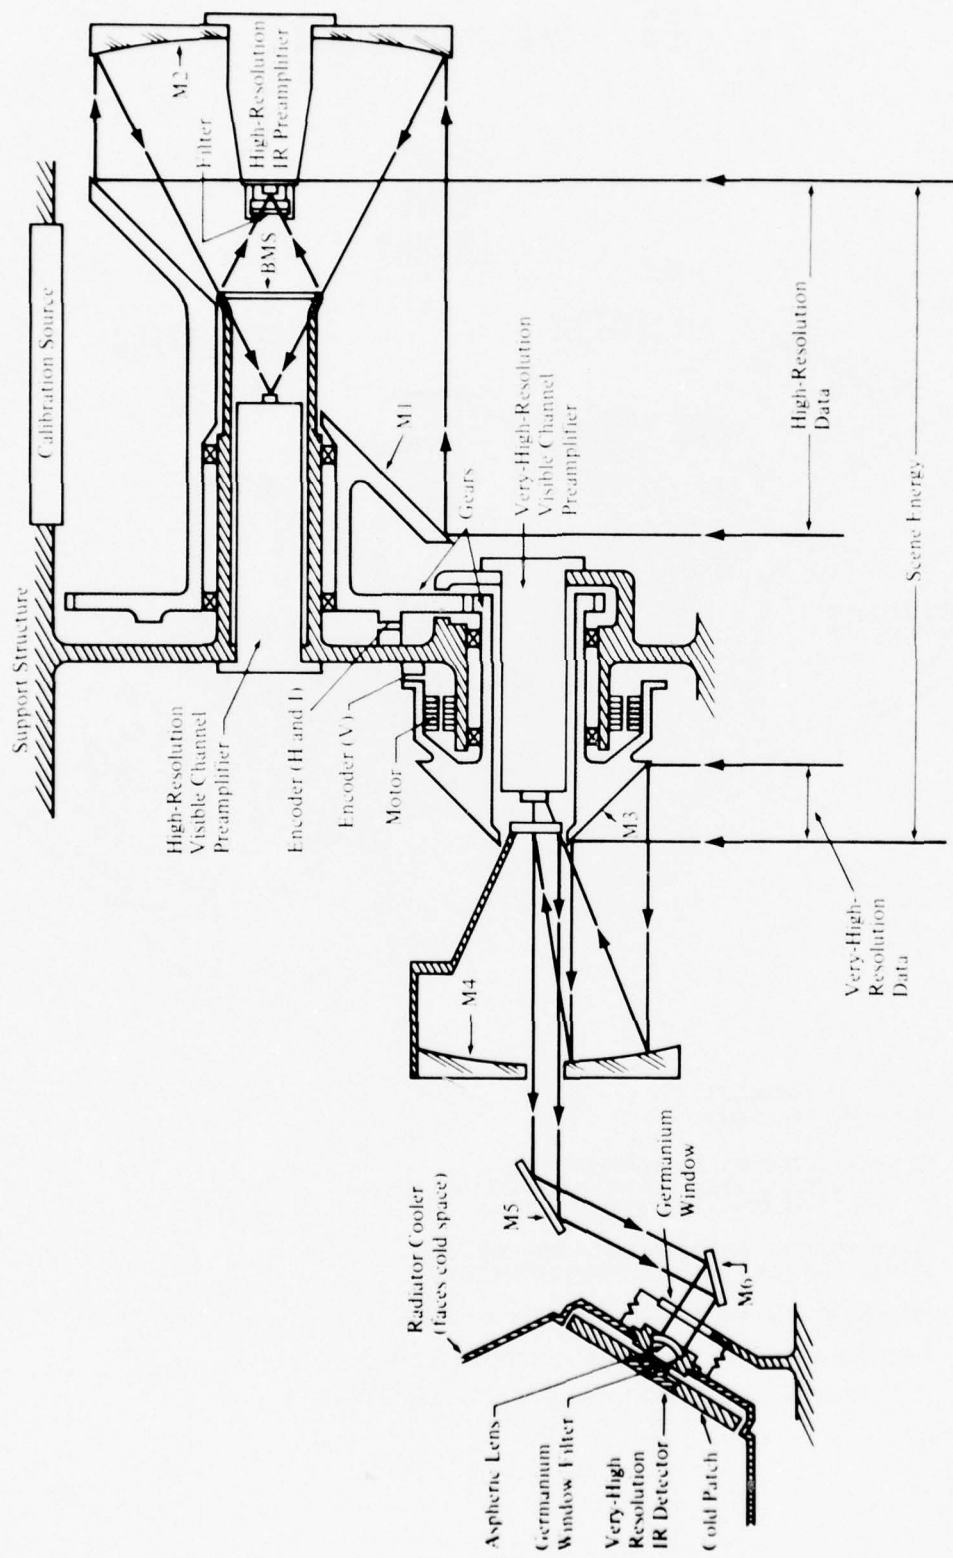 Support Structure
Calibration Source
M2
Filter
High-Resolution
IR Preamplifier
BMS
High-Resolution
Visible Channel
Preamplifier
Encoder (H and I)
Encoder (V)
Motor
M1
Gears
Very-High-Resolution
Visible Channel
Preamplifier
High-Resolution
Data
Scene Energy
M3
Very-High-
Resolution
Data
M4
M5
Radiator Cooler
(faces cold space)
Germanium
Window
M6
Aspheric Lens
Germanium
Window Filter
Very-High
Resolution
IR Detector
Cold Patch